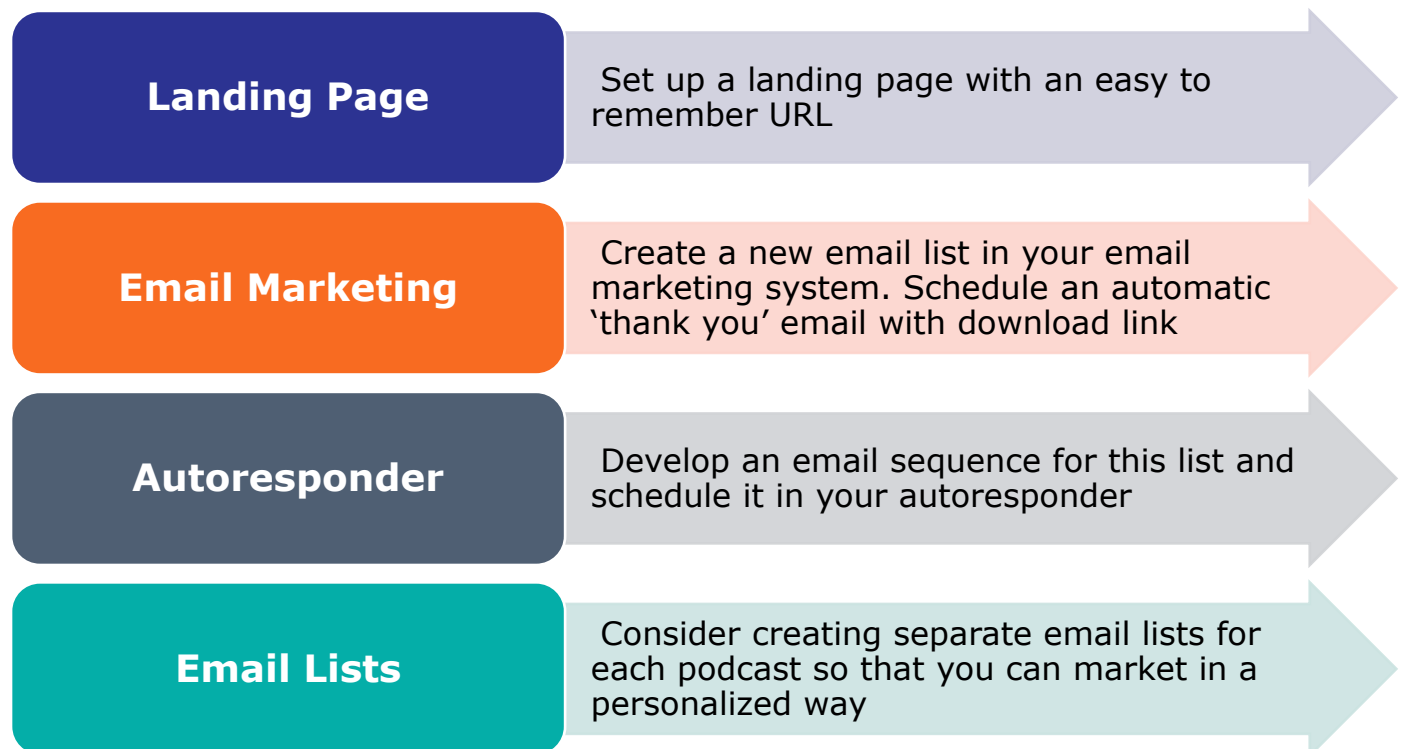 Landing Page
Set up a landing page with an easy to
remember URL
Email Marketing
Create a new email list in your email
marketing system. Schedule an automatic
‘thank you’ email with download link
Autoresponder
Develop an email sequence for this list and
schedule it in your autoresponder
Email Lists
Consider creating separate email lists for
each podcast so that you can market in a
personalized way